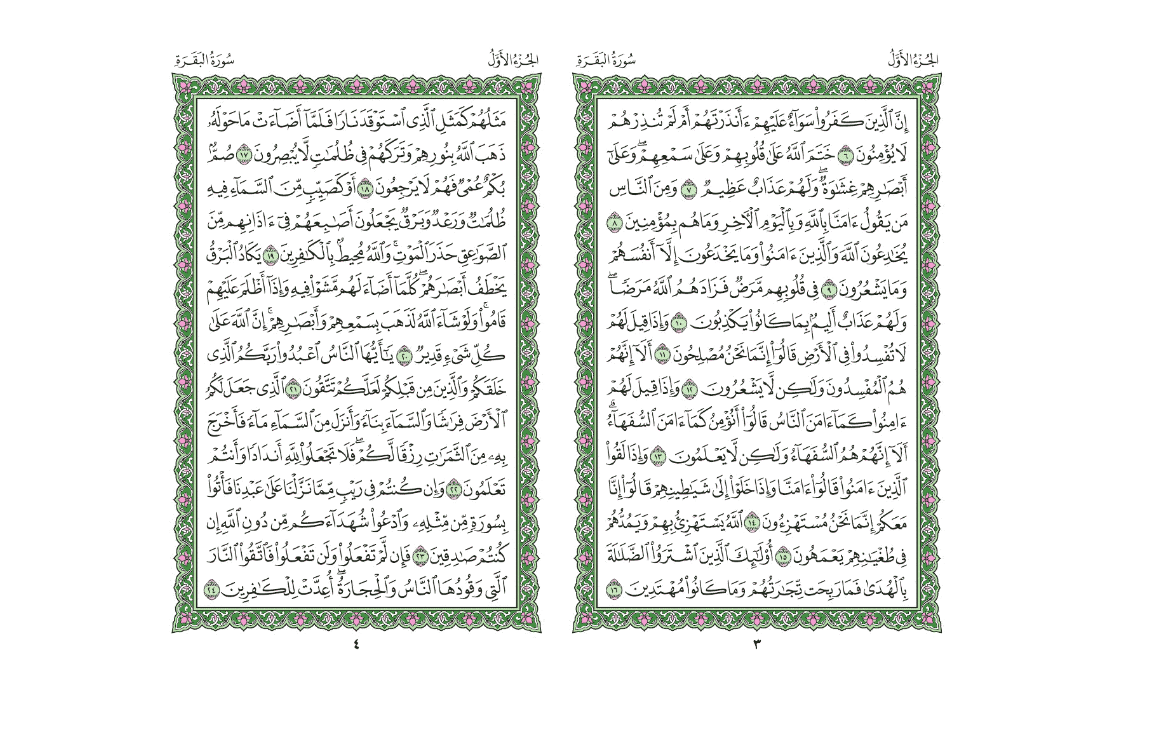 الجُزْءُ الأَوَّلُ
سُورَةُ البَقَرَةِ
إِنَّ ٱلَّذِينَ كَفَرُوا۟ سَوَآءٌ عَلَيْهِمْ ءَأَنذَرْتَهُمْ أَمْ لَمْ تُنذِرْهُمْ
لَا يُؤْمِنُونَ ٦ خَتَمَ ٱللَّهُ عَلَىٰ قُلُوبِهِمْ وَعَلَىٰ سَمْعِهِمْ ۖ وَعَلَىٰٓ
أَبْصَـٰرِهِمْ غِشَـٰوَةٌ ۖ وَلَهُمْ عَذَابٌ عَظِيمٌ ٧ وَمِنَ ٱلنَّاسِ
مَن يَقُولُ ءَامَنَّا بِٱللَّهِ وَبِٱلْيَوْمِ ٱلْـَٔاخِرِ وَمَا هُم بِمُؤْمِنِينَ ٨
يُخَـٰدِعُونَ ٱللَّهَ وَٱلَّذِينَ ءَامَنُوا۟ وَمَا يَخْدَعُونَ إِلَّآ أَنفُسَهُمْ
وَمَا يَشْعُرُونَ ٩ فِى قُلُوبِهِم مَّرَضٌ فَزَادَهُمُ ٱللَّهُ مَرَضًا ۖ
وَلَهُمْ عَذَابٌ أَلِيمٌۢ بِمَا كَانُوا۟ يَكْذِبُونَ ١٠ وَإِذَا قِيلَ لَهُمْ
لَا تُفْسِدُوا۟ فِى ٱلْأَرْضِ قَالُوٓا۟ إِنَّمَا نَحْنُ مُصْلِحُونَ ١١ أَلَآ إِنَّهُمْ
هُمُ ٱلْمُفْسِدُونَ وَلَـٰكِن لَّا يَشْعُرُونَ ١٢ وَإِذَا قِيلَ لَهُمْ
ءَامِنُوا۟ كَمَآ ءَامَنَ ٱلنَّاسُ قَالُوٓا۟ أَنُؤْمِنُ كَمَآ ءَامَنَ ٱلسُّفَهَآءُ ۗ
أَلَآ إِنَّهُمْ هُمُ ٱلسُّفَهَآءُ وَلَـٰكِن لَّا يَعْلَمُونَ ١٣ وَإِذَا لَقُوا۟
ٱلَّذِينَ ءَامَنُوا۟ قَالُوٓا۟ ءَامَنَّا وَإِذَا خَلَوْا۟ إِلَىٰ شَيَـٰطِينِهِمْ قَالُوٓا۟ إِنَّا
مَعَكُمْ إِنَّمَا نَحْنُ مُسْتَهْزِءُونَ ١٤ ٱللَّهُ يَسْتَهْزِئُ بِهِمْ وَيَمُدُّهُمْ
فِى طُغْيَـٰنِهِمْ يَعْمَهُونَ ١٥ أُو۟لَـٰٓئِكَ ٱلَّذِينَ ٱشْتَرَوُا۟ ٱلضَّلَـٰلَةَ
بِٱلْهُدَىٰ فَمَا رَبِحَت تِّجَـٰرَتُهُمْ وَمَا كَانُوا۟ مُهْتَدِينَ ١٦
٣
الجُزْءُ الأَوَّلُ
سُورَةُ البَقَرَةِ
مَثَلُهُمْ كَمَثَلِ ٱلَّذِى ٱسْتَوْقَدَ نَارًا فَلَمَّآ أَضَآءَتْ مَا حَوْلَهُۥ
ذَهَبَ ٱللَّهُ بِنُورِهِمْ وَتَرَكَهُمْ فِى ظُلُمَـٰتٍ لَّا يُبْصِرُونَ ١٧ صُمٌّۢ
بُكْمٌ عُمْىٌ فَهُمْ لَا يَرْجِعُونَ ١٨ أَوْ كَصَيِّبٍ مِّنَ ٱلسَّمَآءِ فِيهِ
ظُلُمَـٰتٌ وَرَعْدٌ وَبَرْقٌ يَجْعَلُونَ أَصَـٰبِعَهُمْ فِىٓ ءَاذَانِهِم مِّنَ
ٱلصَّوَٰعِقِ حَذَرَ ٱلْمَوْتِ ۚ وَٱللَّهُ مُحِيطٌۢ بِٱلْكَـٰفِرِينَ ١٩ يَكَادُ ٱلْبَرْقُ
يَخْطَفُ أَبْصَـٰرَهُمْ ۖ كُلَّمَآ أَضَآءَ لَهُم مَّشَوْا۟ فِيهِ وَإِذَآ أَظْلَمَ عَلَيْهِمْ
قَامُوا۟ ۚ وَلَوْ شَآءَ ٱللَّهُ لَذَهَبَ بِسَمْعِهِمْ وَأَبْصَـٰرِهِمْ ۚ إِنَّ ٱللَّهَ عَلَىٰ
كُلِّ شَىْءٍ قَدِيرٌ ٢٠ يَـٰٓأَيُّهَا ٱلنَّاسُ ٱعْبُدُوا۟ رَبَّكُمُ ٱلَّذِى
خَلَقَكُمْ وَٱلَّذِينَ مِن قَبْلِكُمْ لَعَلَّكُمْ تَتَّقُونَ ٢١ ٱلَّذِى جَعَلَ لَكُمُ
ٱلْأَرْضَ فِرَٰشًا وَٱلسَّمَآءَ بِنَآءً وَأَنزَلَ مِنَ ٱلسَّمَآءِ مَآءً فَأَخْرَجَ
بِهِۦ مِنَ ٱلثَّمَرَٰتِ رِزْقًا لَّكُمْ ۖ فَلَا تَجْعَلُوا۟ لِلَّهِ أَندَادًا وَأَنتُمْ
تَعْلَمُونَ ٢٢ وَإِن كُنتُمْ فِى رَيْبٍ مِّمَّا نَزَّلْنَا عَلَىٰ عَبْدِنَا فَأْتُوا۟
بِسُورَةٍ مِّن مِّثْلِهِۦ وَٱدْعُوا۟ شُهَدَآءَكُم مِّن دُونِ ٱللَّهِ إِن
كُنتُمْ صَـٰدِقِينَ ٢٣ فَإِن لَّمْ تَفْعَلُوا۟ وَلَن تَفْعَلُوا۟ فَٱتَّقُوا۟ ٱلنَّارَ
ٱلَّتِى وَقُودُهَا ٱلنَّاسُ وَٱلْحِجَارَةُ ۖ أُعِدَّتْ لِلْكَـٰفِرِينَ ٢٤
٤